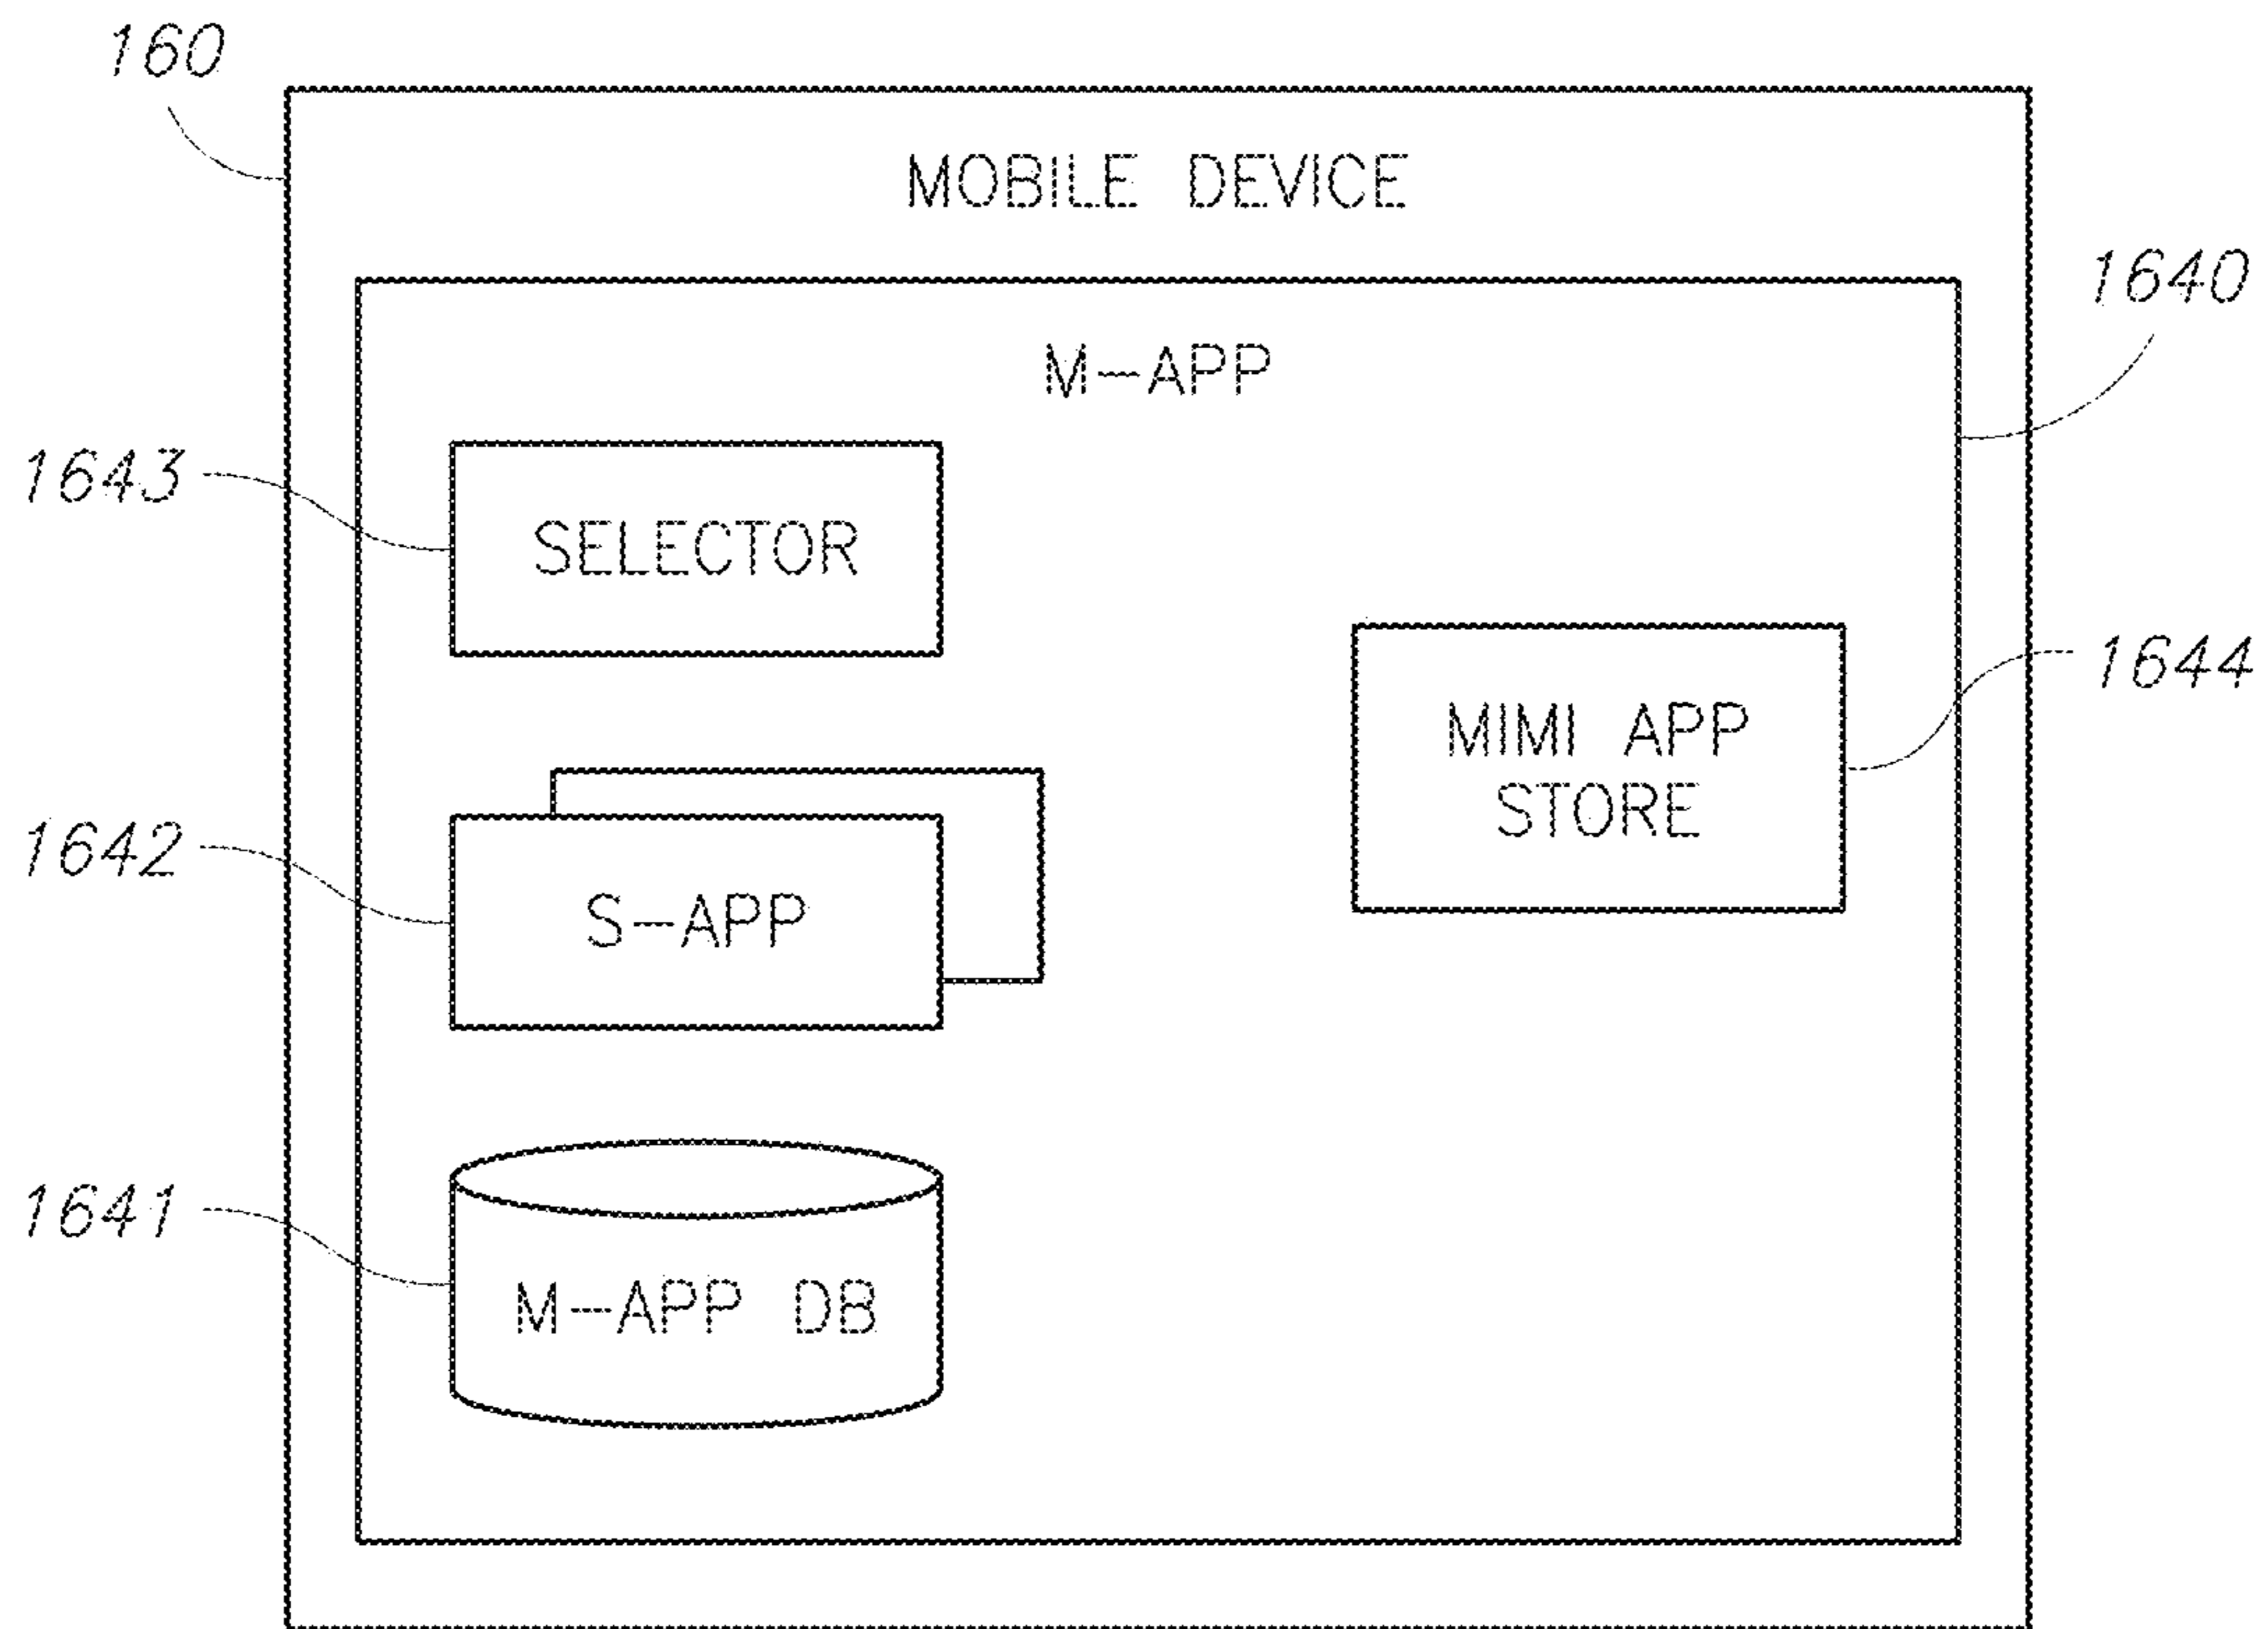 160
MOBILE DEVICE
1640
M-APP
1643
SELECTOR
1644
MIMI APP
STORE
1642
S-APP
1641
M-APP DB